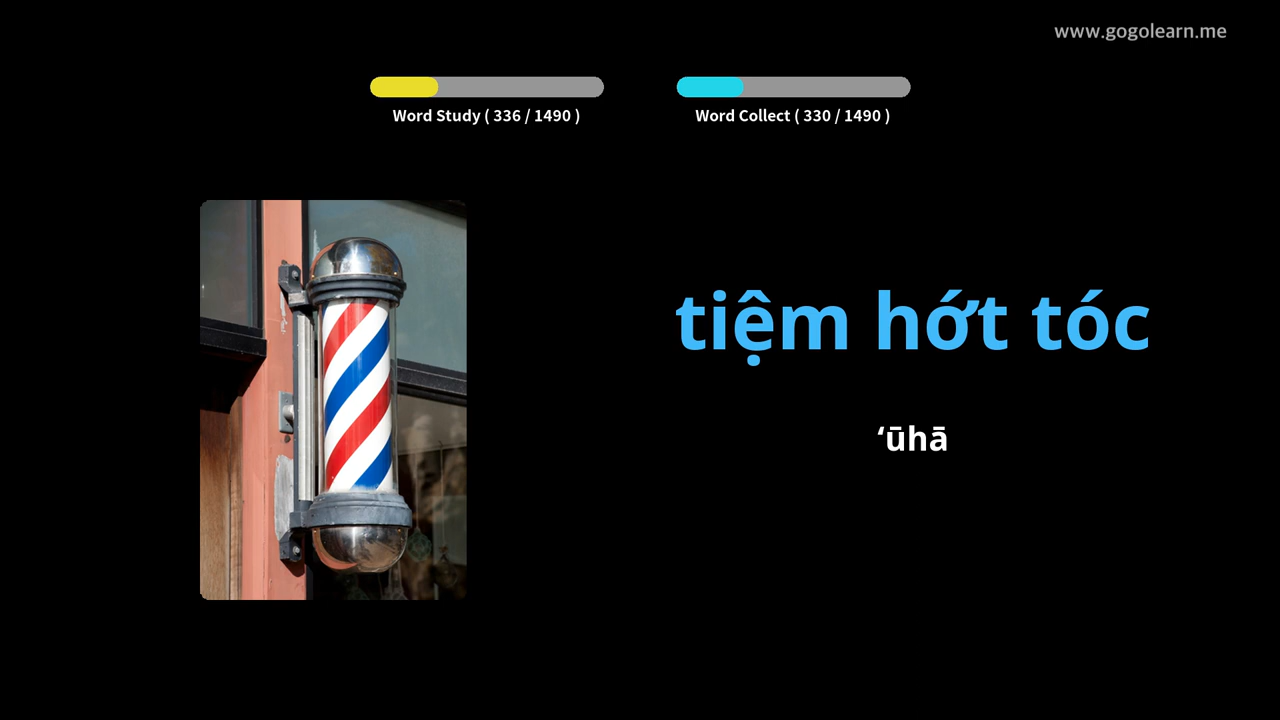 www.gogolearn.me
Word Study ( 336 / 1490 )
Word Collect ( 330 / 1490 )
tiệm hớt tóc
ʻūhā